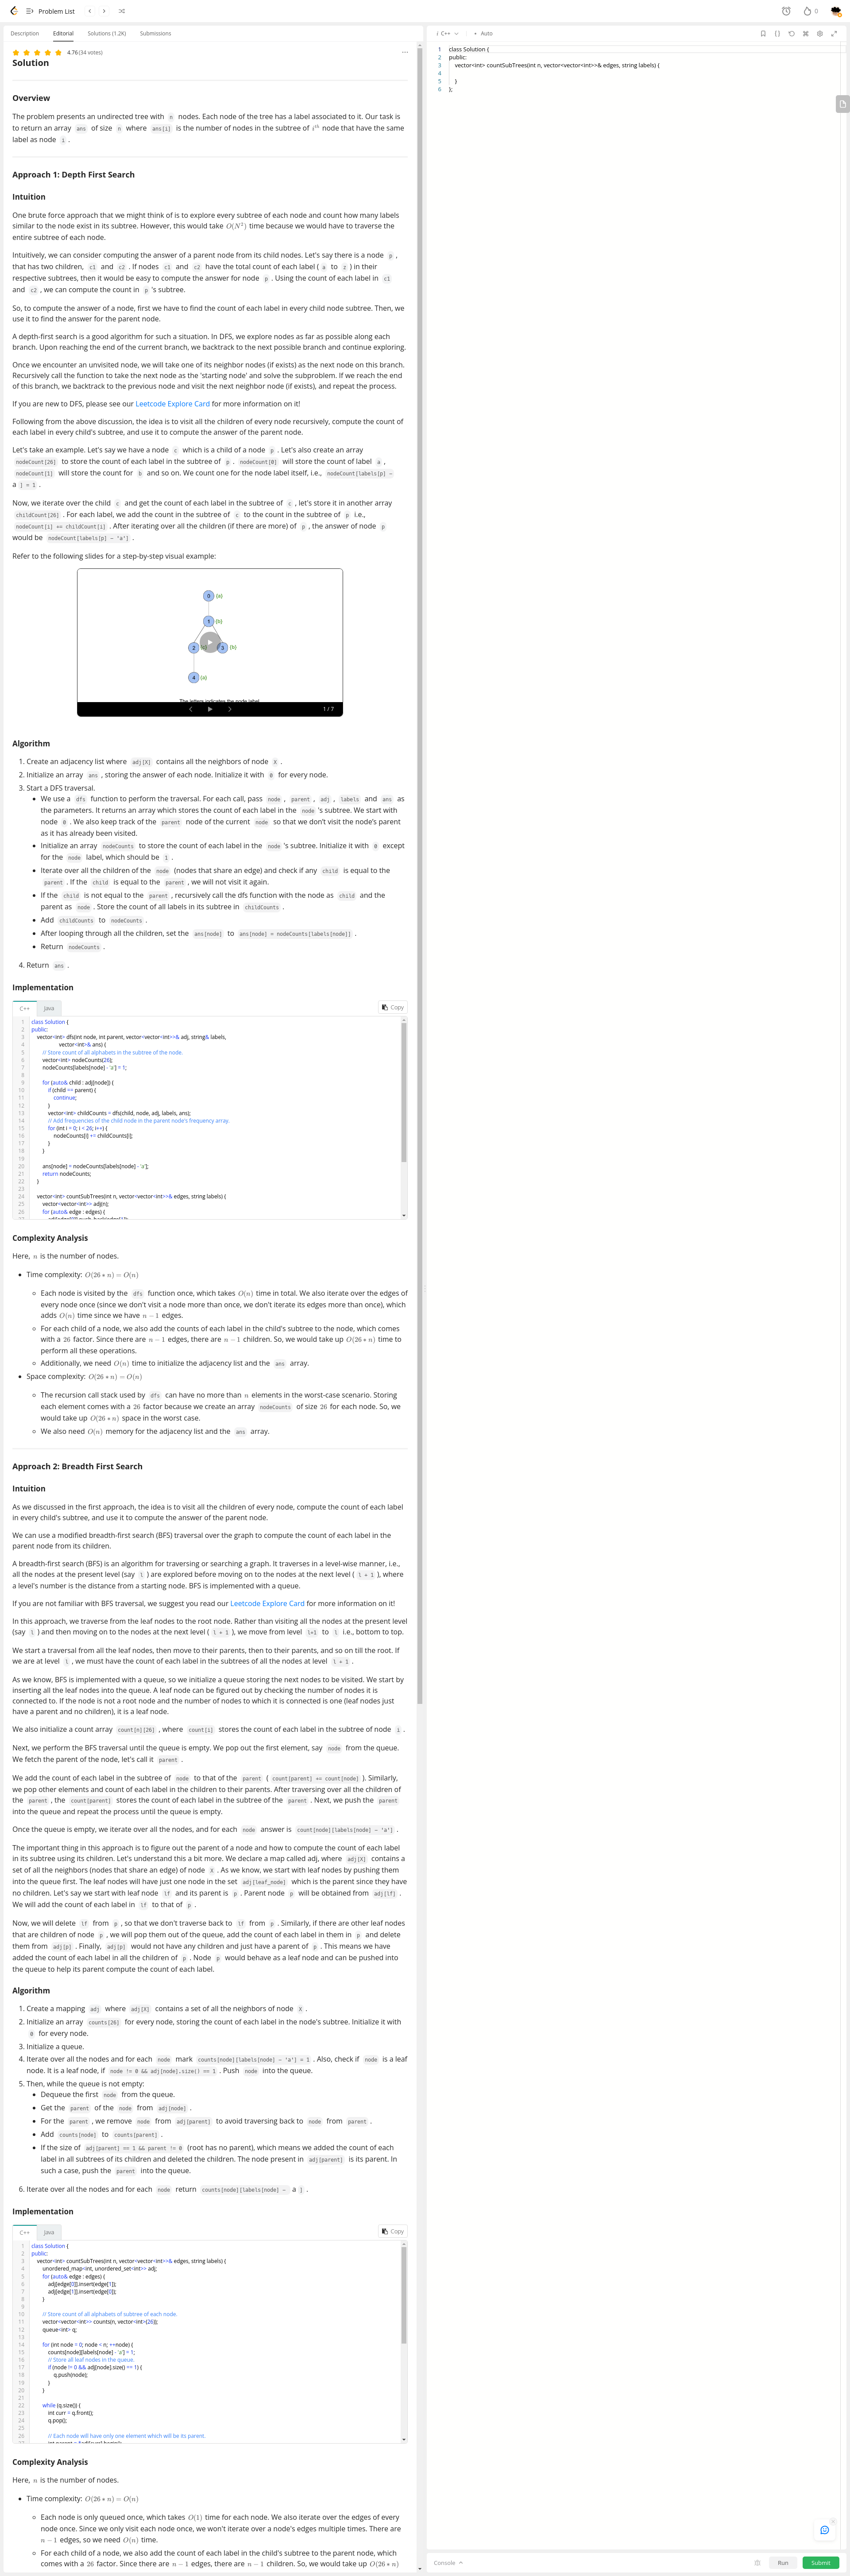 Problem List
0
Description Editorial Solutions (1.2K) Submissions
4.76 (34 votes)
Solution
Overview
The problem presents an undirected tree with n nodes. Each node of the tree has a label associated to it. Our task is
to return an array ans of size n where ans[i] is the number of nodes in the subtree of i^th node that have the same
label as node i .
Approach 1: Depth First Search
Intuition
One brute force approach that we might think of is to explore every subtree of each node and count how many labels
similar to the node exist in its subtree. However, this would take O(N²) time because we would have to traverse the
entire subtree of each node.
Intuitively, we can consider computing the answer of a parent node from its child nodes. Let's say there is a node p ,
that has two children, c1 and c2 . If nodes c1 and c2 have the total count of each label ( a to z ) in their
respective subtrees, then it would be easy to compute the answer for node p . Using the count of each label in c1
and c2 , we can compute the count in p 's subtree.
So, to compute the answer of a parent node, first we have to find the count of each label in every child node subtree. Then, we
use it to find the answer for the parent node.
A depth-first search is a good algorithm for such a situation. In DFS, we explore nodes as far as possible along each
branch. Upon reaching the end of the current branch, we backtrack to the next possible branch and continue exploring.
Once we encounter an unvisited node, we will take one of its neighbor nodes (if exists) as the next node on this branch.
Recursively call the function to take the next node as the 'starting node' and solve the subproblem. If we reach the end
of this branch, we backtrack to the previous node and visit the next neighbor node (if exists), and repeat the process.
If you are new to DFS, please see our Leetcode Explore Card for more information on it!
Following from the above discussion, the idea is to visit all the children of every node recursively, compute the count of
each label in every child's subtree, and use it to compute the answer of the parent node.
Let's take an example. Let's say we have a node c which is a child of a node p . Let's also create an array
nodeCount[26] to store the count of each label in the subtree of p . nodeCount[0] will store the count of label a ,
nodeCount[1] will store the count for b and so on. We count one for the node label itself, i.e., nodeCount[labels[p] -
a ] = 1 .
Now, we iterate over the child c and get the count of each label in the subtree of c , let's store it in another array
childCount[26] . For each label, we add the count in the subtree of c to the count in the subtree of p i.e.,
nodeCount[i] += childCount[i] . After iterating over all the children (if there are more) of p , the answer of node p
would be nodeCount[labels[p] - 'a'] .
Refer to the following slides for a step-by-step visual example:
0 (a)
1 (b)
2 3 (b)
4 (a)
The letters indicates the node label
1 / 7
Algorithm
1. Create an adjacency list where adj[X] contains all the neighbors of node X .
2. Initialize an array ans , storing the answer of each node. Initialize it with 0 for every node.
3. Start a DFS traversal.
We use a dfs function to perform the traversal. For each call, pass node , parent , adj , labels and ans as
the parameters. It returns an array which stores the count of each label in the node 's subtree. We start with
node 0 . We also keep track of the parent node of the current node so that we don't visit the node's parent
as it has already been visited.
Initialize an array nodeCounts to store the count of each label in the node 's subtree. Initialize it with 0 except
for the node label, which should be 1 .
Iterate over all the children of the node (nodes that share an edge) and check if any child is equal to the
parent . If the child is equal to the parent , we will not visit it again.
If the child is not equal to the parent , recursively call the dfs function with the node as child and the
parent as node . Store the count of all labels in its subtree in childCounts .
Add childCounts to nodeCounts .
After looping through all the children, set the ans[node] to ans[node] = nodeCounts[labels[node]] .
Return nodeCounts .
4. Return ans .
Implementation
C++ Java Copy
1 class Solution {
2 public:
3 vector<int> dfs(int node, int parent, vector<vector<int>>& adj, string& labels,
4 vector<int>& ans) {
5 // Store count of all alphabets in the subtree of the node.
6 vector<int> nodeCounts(26);
7 nodeCounts[labels[node] - 'a'] = 1;
8
9 for (auto& child : adj[node]) {
10 if (child == parent) {
11 continue;
12 }
13 vector<int> childCounts = dfs(child, node, adj, labels, ans);
14 // Add frequencies of the child node in the parent node's frequency array.
15 for (int i = 0; i < 26; i++) {
16 nodeCounts[i] += childCounts[i];
17 }
18 }
19
20 ans[node] = nodeCounts[labels[node] - 'a'];
21 return nodeCounts;
22 }
23
24 vector<int> countSubTrees(int n, vector<vector<int>>& edges, string labels) {
25 vector<vector<int>> adj(n);
26 for (auto& edge : edges) {
Complexity Analysis
Here, n is the number of nodes.
Time complexity: O(26 * n) = O(n)
Each node is visited by the dfs function once, which takes O(n) time in total. We also iterate over the edges of
every node once (since we don't visit a node more than once, we don't iterate its edges more than once), which
adds O(n) time since we have n − 1 edges.
For each child of a node, we also add the counts of each label in the child's subtree to the node, which comes
with a 26 factor. Since there are n − 1 edges, there are n − 1 children. So, we would take up O(26 * n) time to
perform all these operations.
Additionally, we need O(n) time to initialize the adjacency list and the ans array.
Space complexity: O(26 * n) = O(n)
The recursion call stack used by dfs can have no more than n elements in the worst-case scenario. Storing
each element comes with a 26 factor because we create an array nodeCounts of size 26 for each node. So, we
would take up O(26 * n) space in the worst case.
We also need O(n) memory for the adjacency list and the ans array.
Approach 2: Breadth First Search
Intuition
As we discussed in the first approach, the idea is to visit all the children of every node, compute the count of each label
in every child's subtree, and use it to compute the answer of the parent node.
We can use a modified breadth-first search (BFS) traversal over the graph to compute the count of each label in the
parent node from its children.
A breadth-first search (BFS) is an algorithm for traversing or searching a graph. It traverses in a level-wise manner, i.e.,
all the nodes at the present level (say l ) are explored before moving on to the nodes at the next level ( l + 1 ), where
a level's number is the distance from a starting node. BFS is implemented with a queue.
If you are not familiar with BFS traversal, we suggest you read our Leetcode Explore Card for more information on it!
In this approach, we traverse from the leaf nodes to the root node. Rather than visiting all the nodes at the present level
(say l ) and then moving on to the nodes at the next level ( l + 1 ), we move from level l+1 to l i.e., bottom to top.
We start a traversal from all the leaf nodes, then move to their parents, then to their parents, and so on till the root. If
we are at level l , we must have the count of each label in the subtrees of all the nodes at level l + 1 .
As we know, BFS is implemented with a queue, so we initialize a queue storing the next nodes to be visited. We start by
inserting all the leaf nodes into the queue. A leaf node can be figured out by checking the number of nodes it is
connected to. If the node is not a root node and the number of nodes to which it is connected is one (leaf nodes just
have a parent and no children), it is a leaf node.
We also initialize a count array count[n][26] , where count[i] stores the count of each label in the subtree of node i .
Next, we perform the BFS traversal until the queue is empty. We pop out the first element, say node from the queue.
We fetch the parent of the node, let's call it parent .
We add the count of each label in the subtree of node to that of the parent ( count[parent] += count[node] ). Similarly,
we pop other elements and count of each label in the children to their parents. After traversing over all the children of
the parent , the count[parent] stores the count of each label in the subtree of the parent . Next, we push the parent
into the queue and repeat the process until the queue is empty.
Once the queue is empty, we iterate over all the nodes, and for each node answer is count[node][labels[node] - 'a'] .
The important thing in this approach is to figure out the parent of a node and how to compute the count of each label
in its subtree using its children. Let's understand this a bit more. We declare a map called adj, where adj[X] contains a
set of all the neighbors (nodes that share an edge) of node X . As we know, we start with leaf nodes by pushing them
into the queue first. The leaf nodes will have just one node in the set adj[leaf_node] which is the parent since they have
no children. Let's say we start with leaf node lf and its parent is p . Parent node p will be obtained from adj[lf] .
We will add the count of each label in lf to that of p .
Now, we will delete lf from p , so that we don't traverse back to lf from p . Similarly, if there are other leaf nodes
that are children of node p , we will pop them out of the queue, add the count of each label in them in p and delete
them from adj[p] . Finally, adj[p] would not have any children and just have a parent of p . This means we have
added the count of each label in all the children of p . Node p would behave as a leaf node and can be pushed into
the queue to help its parent compute the count of each label.
Algorithm
1. Create a mapping adj where adj[X] contains a set of all the neighbors of node X .
2. Initialize an array counts[26] for every node, storing the count of each label in the node's subtree. Initialize it with
0 for every node.
3. Initialize a queue.
4. Iterate over all the nodes and for each node mark counts[node][labels[node] - 'a'] = 1 . Also, check if node is a leaf
node. It is a leaf node, if node != 0 && adj[node].size() == 1 . Push node into the queue.
5. Then, while the queue is not empty:
Dequeue the first node from the queue.
Get the parent of the node from adj[node] .
For the parent , we remove node from adj[parent] to avoid traversing back to node from parent .
Add counts[node] to counts[parent] .
If the size of adj[parent] == 1 && parent != 0 (root has no parent), which means we added the count of each
label in all subtrees of its children and deleted the children. The node present in adj[parent] is its parent. In
such a case, push the parent into the queue.
6. Iterate over all the nodes and for each node return counts[node][labels[node] - a ] .
Implementation
C++ Java Copy
1 class Solution {
2 public:
3 vector<int> countSubTrees(int n, vector<vector<int>>& edges, string labels) {
4 unordered_map<int, unordered_set<int>> adj;
5 for (auto& edge : edges) {
6 adj[edge[0]].insert(edge[1]);
7 adj[edge[1]].insert(edge[0]);
8 }
9
10 // Store count of all alphabets of subtree of each node.
11 vector<vector<int>> counts(n, vector<int>(26));
12 queue<int> q;
13
14 for (int node = 0; node < n; ++node) {
15 counts[node][labels[node] - 'a'] = 1;
16 // Store all leaf nodes in the queue.
17 if (node != 0 && adj[node].size() == 1) {
18 q.push(node);
19 }
20 }
21
22 while (q.size()) {
23 int curr = q.front();
24 q.pop();
25
26 // Each node will have only one element which will be its parent.
Complexity Analysis
Here, n is the number of nodes.
Time complexity: O(26 * n) = O(n)
Each node is only queued once, which takes O(1) time for each node. We also iterate over the edges of every
node once. Since we only visit each node once, we won't iterate over a node's edges multiple times. There are
n − 1 edges, so we need O(n) time.
For each child of a node, we also add the count of each label in the child's subtree to the node, which
comes with a 26 factor. Since there are n − 1 edges, there are n − 1 children. So, we would take up O(26 * n)
i C++ Auto
1 class Solution {
2 public:
3 vector<int> countSubTrees(int n, vector<vector<int>>& edges, string labels) {
4
5 }
6 };
Console Run Submit